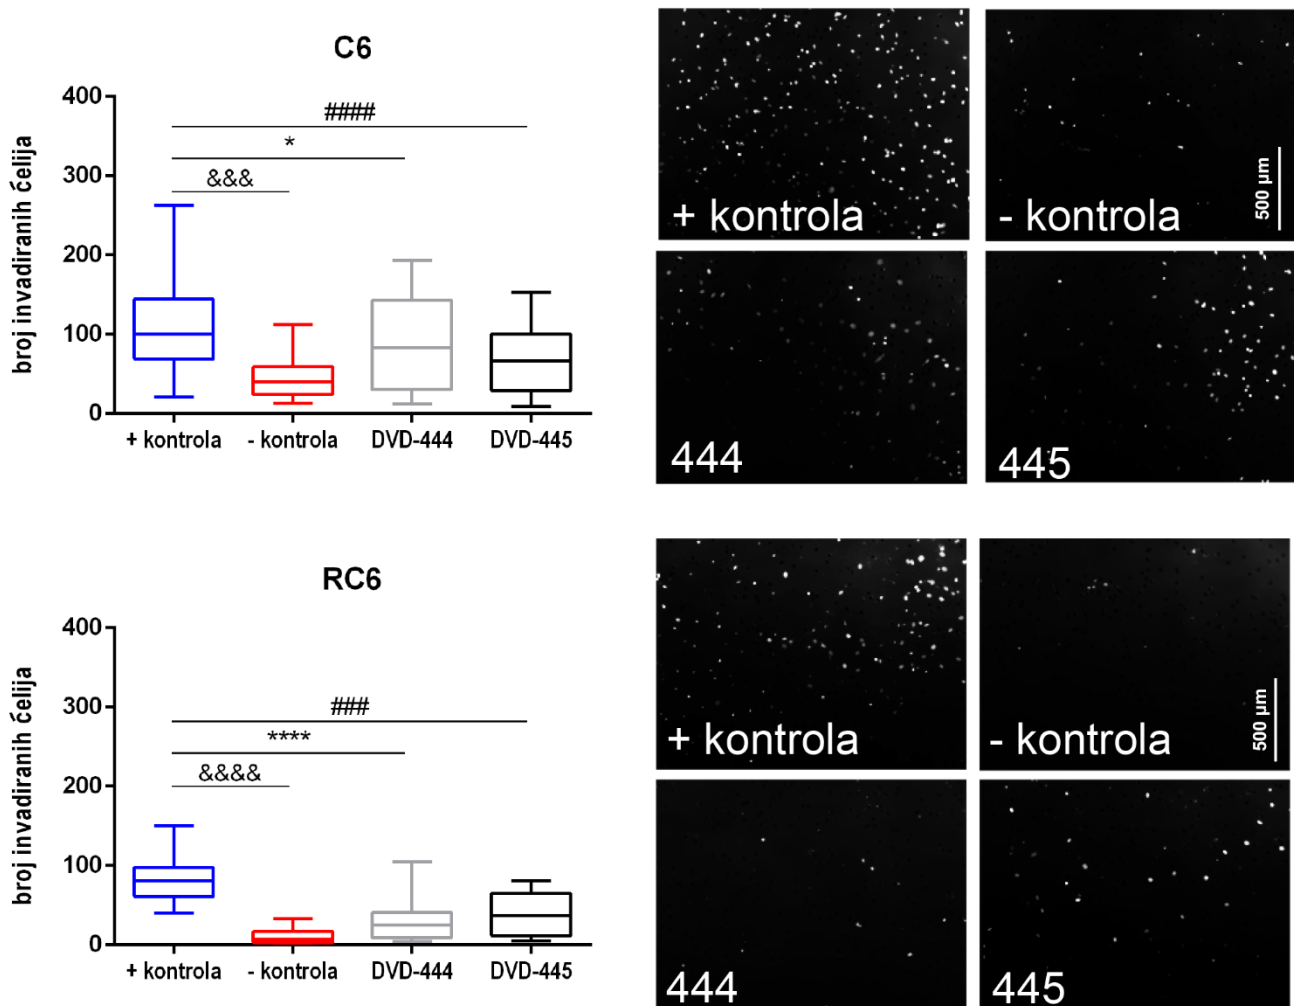 C6
broj invadiranih ćelija
400
300
200
100
0
####
*
&&&
+ kontrola
- kontrola
DVD-444
DVD-445
+ kontrola
- kontrola
500 µm
444
445
RC6
broj invadiranih ćelija
400
300
200
100
0
###
****
&&&&
+ kontrola
- kontrola
DVD-444
DVD-445
+ kontrola
- kontrola
500 µm
444
445